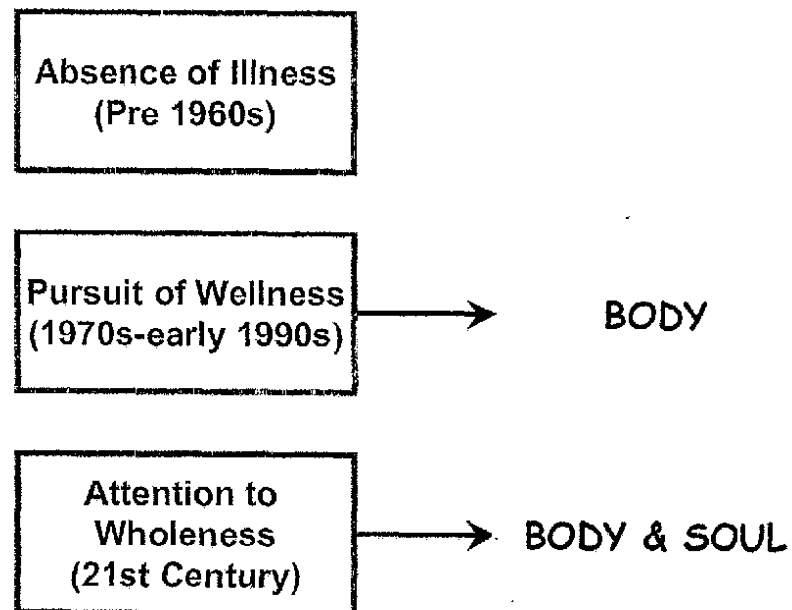 Absence of Illness
(Pre 1960s)
Pursuit of Wellness
(1970s-early 1990s)
BODY
Attention to
Wholeness
(21st Century)
BODY & SOUL